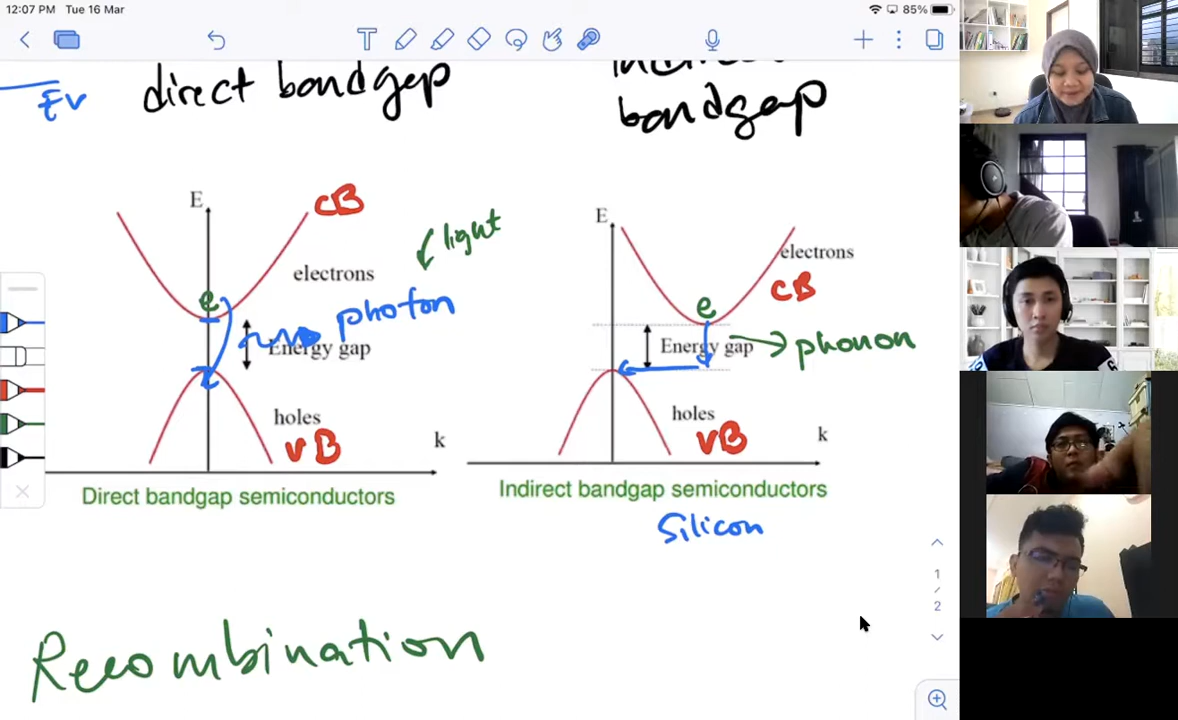 12:07 PM Tue 16 Mar
85%
Ev
direct bandgap
bandgap
E
CB
light
electrons
e
photon
Energy gap
holes
VB
k
Direct bandgap semiconductors
E
electrons
CB
e
Energy gap
phonon
holes
VB
k
Indirect bandgap semiconductors
Silicon
1
/
2
Recombination